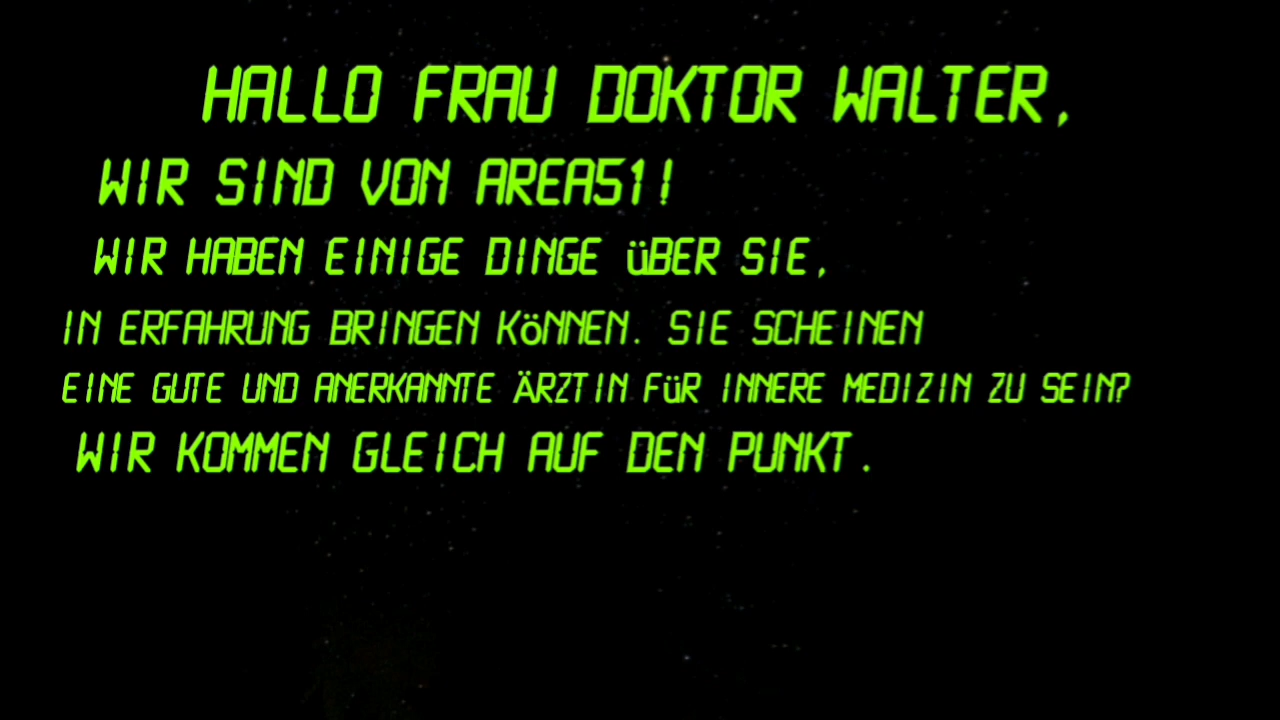 HALLO FRAU DOKTOR WALTER,
WIR SIND VON AREA51!
WIR HABEN EINIGE DINGE üBER SIE,
IN ERFAHRUNG BRINGEN KöNNEN. SIE SCHEINEN
EINE GUTE UND ANERKANNTE ÄRZTIN FüR INNERE MEDIZIN ZU SEIN?
WIR KOMMEN GLEICH AUF DEN PUNKT.